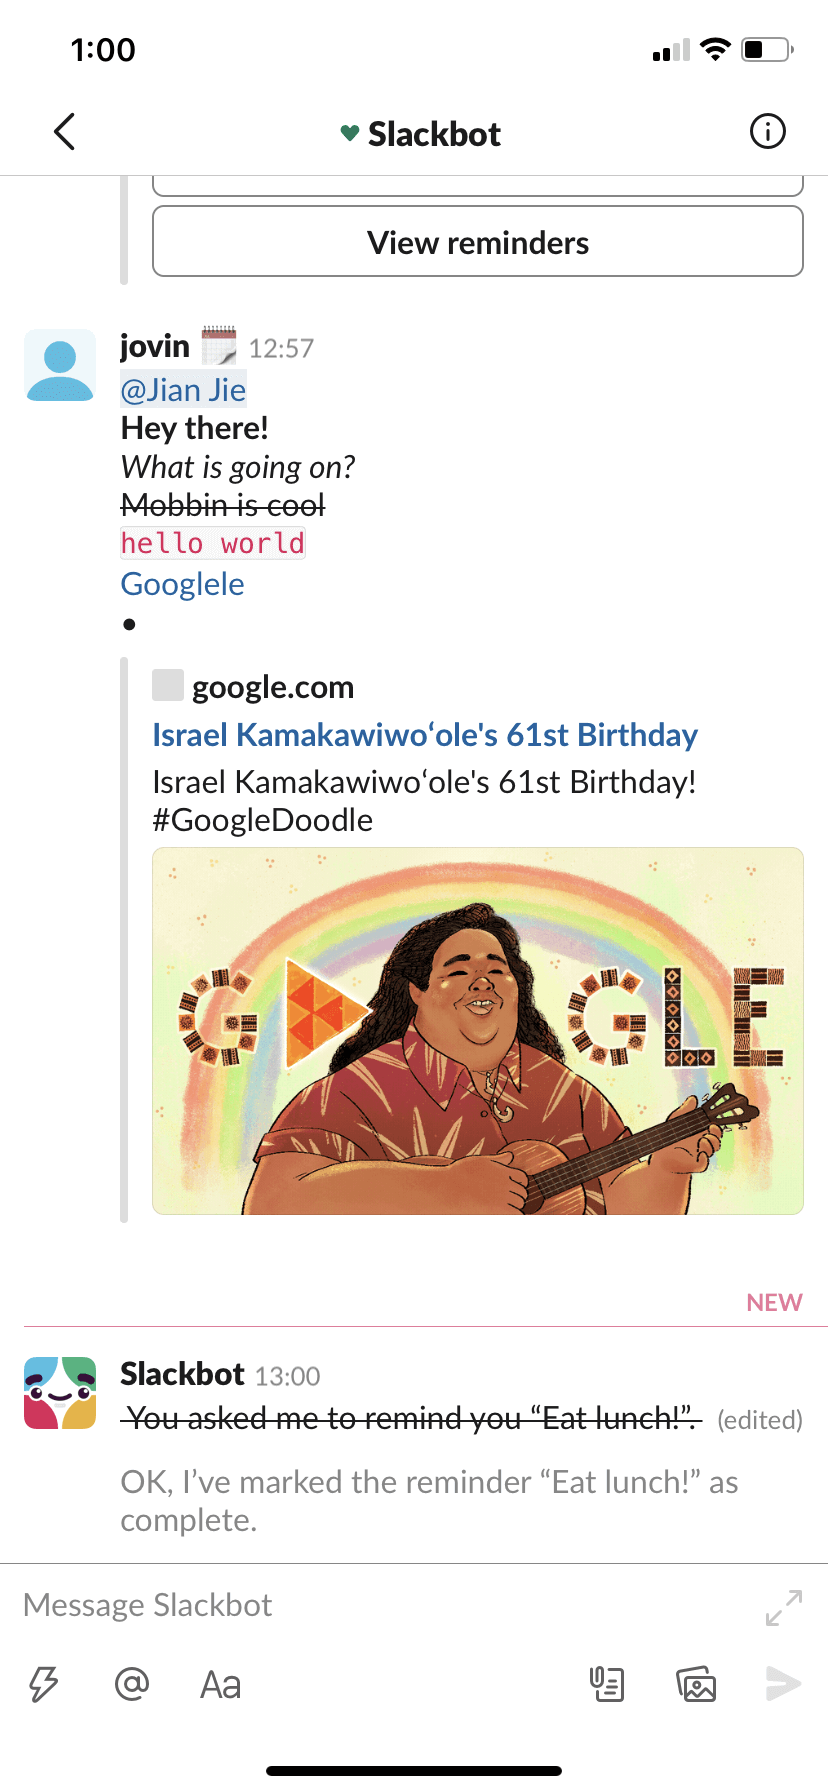 1:00
Slackbot
View reminders
jovin 12:57
@Jian Jie
Hey there!
What is going on?
Mobbin is cool
hello world
Googlele
•
google.com
Israel Kamakawiwoʻole's 61st Birthday
Israel Kamakawiwoʻole's 61st Birthday!
#GoogleDoodle
G GLE
NEW
Slackbot 13:00
You asked me to remind you “Eat lunch!”. (edited)
OK, I’ve marked the reminder “Eat lunch!” as
complete.
Message Slackbot
@ Aa